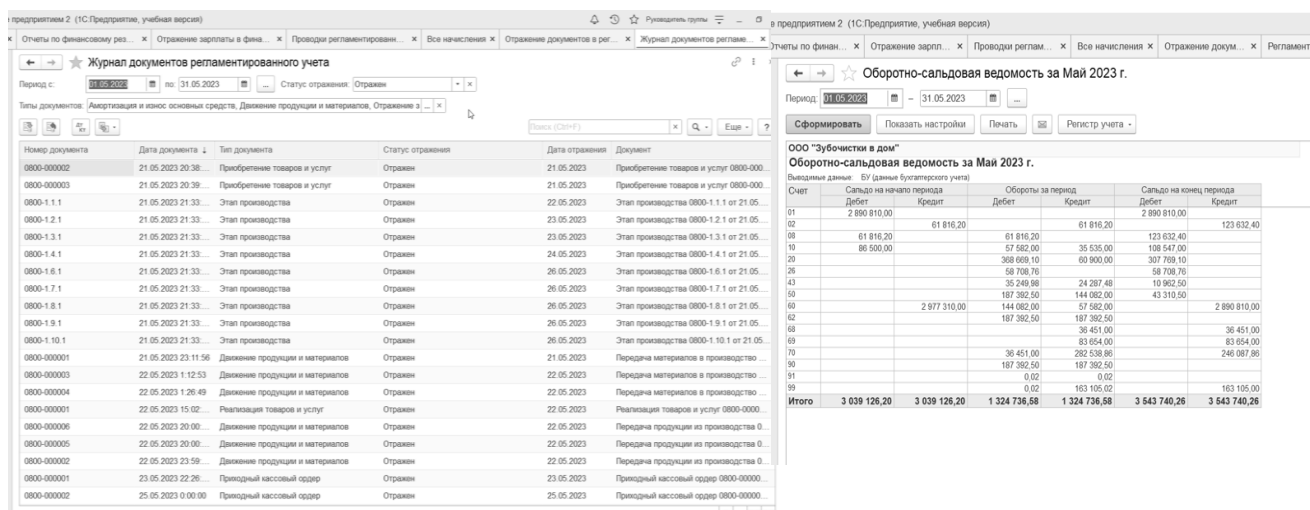 предприятием 2 (1С:Предприятие, учебная версия) Руководитель группы
Отчеты по финансовому рез... × Отражение зарплаты в фина... × Проводки регламентированн... × Все начисления × Отражение документов в рег... × Журнал документов регламе... ×
Журнал документов регламентированного учета
Период с: 01.05.2023 по: 31.05.2023 ... Статус отражения: Отражен
Типы документов: Амортизация и износ основных средств, Движение продукции и материалов, Отражение з ... ×
Поиск (Ctrl+F) × Еще ?
Номер документа Дата документа ↓ Тип документа Статус отражения Дата отражения Документ
0800-000002 21.05.2023 20:38:... Приобретение товаров и услуг Отражен 21.05.2023 Приобретение товаров и услуг 0800-000...
0800-000003 21.05.2023 20:39:... Приобретение товаров и услуг Отражен 21.05.2023 Приобретение товаров и услуг 0800-000...
0800-1.1.1 21.05.2023 21:33:... Этап производства Отражен 22.05.2023 Этап производства 0800-1.1.1 от 21.05....
0800-1.2.1 21.05.2023 21:33:... Этап производства Отражен 23.05.2023 Этап производства 0800-1.2.1 от 21.05....
0800-1.3.1 21.05.2023 21:33:... Этап производства Отражен 23.05.2023 Этап производства 0800-1.3.1 от 21.05....
0800-1.4.1 21.05.2023 21:33:... Этап производства Отражен 24.05.2023 Этап производства 0800-1.4.1 от 21.05....
0800-1.6.1 21.05.2023 21:33:... Этап производства Отражен 26.05.2023 Этап производства 0800-1.6.1 от 21.05....
0800-1.7.1 21.05.2023 21:33:... Этап производства Отражен 26.05.2023 Этап производства 0800-1.7.1 от 21.05....
0800-1.8.1 21.05.2023 21:33:... Этап производства Отражен 26.05.2023 Этап производства 0800-1.8.1 от 21.05....
0800-1.9.1 21.05.2023 21:33:... Этап производства Отражен 26.05.2023 Этап производства 0800-1.9.1 от 21.05....
0800-1.10.1 21.05.2023 21:33:... Этап производства Отражен 26.05.2023 Этап производства 0800-1.10.1 от 21.05...
0800-000001 21.05.2023 23:11:56 Движение продукции и материалов Отражен 21.05.2023 Передача материалов в производство ...
0800-000003 22.05.2023 1:12:53 Движение продукции и материалов Отражен 22.05.2023 Передача материалов в производство ...
0800-000004 22.05.2023 1:26:49 Движение продукции и материалов Отражен 22.05.2023 Передача материалов в производство ...
0800-000001 22.05.2023 15:02:... Реализация товаров и услуг Отражен 22.05.2023 Реализация товаров и услуг 0800-0000...
0800-000006 22.05.2023 20:00:... Движение продукции и материалов Отражен 22.05.2023 Передача продукции из производства 0...
0800-000005 22.05.2023 20:00:... Движение продукции и материалов Отражен 22.05.2023 Передача продукции из производства 0...
0800-000002 22.05.2023 23:59:... Движение продукции и материалов Отражен 22.05.2023 Передача продукции из производства 0...
0800-000001 23.05.2023 22:26:... Приходный кассовый ордер Отражен 23.05.2023 Приходный кассовый ордер 0800-00000...
0800-000002 25.05.2023 0:00:00 Приходный кассовый ордер Отражен 25.05.2023 Приходный кассовый ордер 0800-00000...
предприятием 2 (1С:Предприятие, учебная версия)
Отчеты по финан... × Отражение зарпл... × Проводки реглам... × Все начисления × Отражение докум... × Регламент
Оборотно-сальдовая ведомость за Май 2023 г.
Период: 01.05.2023 – 31.05.2023 ...
Сформировать Показать настройки Печать Регистр учета
ООО "Зубочистки в дом"
Оборотно-сальдовая ведомость за Май 2023 г.
Выводимые данные: БУ (данные бухгалтерского учета)
Счет Сальдо на начало периода Обороты за период Сальдо на конец периода
Дебет Кредит Дебет Кредит Дебет Кредит
01 2 890 810,00 2 890 810,00
02 61 816,20 61 816,20 123 632,40
08 61 816,20 61 816,20 123 632,40
10 86 500,00 57 582,00 35 535,00 108 547,00
20 368 669,10 60 900,00 307 769,10
26 58 708,76 58 708,76
43 35 249,98 24 287,48 10 962,50
50 187 392,50 144 082,00 43 310,50
60 2 977 310,00 144 082,00 57 582,00 2 890 810,00
62 187 392,50 187 392,50
68 36 451,00 36 451,00
69 83 654,00 83 654,00
70 36 451,00 282 538,86 246 087,86
90 187 392,50 187 392,50
91 0,02 0,02
99 0,02 163 105,02 163 105,00
Итого 3 039 126,20 3 039 126,20 1 324 736,58 1 324 736,58 3 543 740,26 3 543 740,26